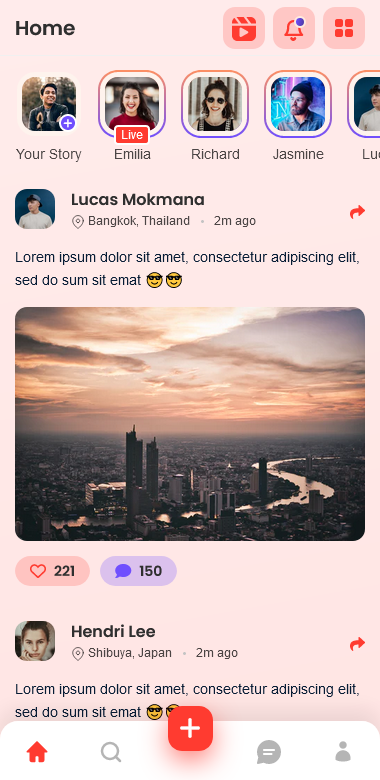 Home
Live
Your Story Emilia Richard Jasmine Luc
Lucas Mokmana
Bangkok, Thailand • 2m ago
Lorem ipsum dolor sit amet, consectetur adipiscing elit,
sed do sum sit emat 😎😎
221 150
Hendri Lee
Shibuya, Japan • 2m ago
Lorem ipsum dolor sit amet, consectetur adipiscing elit,
sed do sum sit emat 😎😎